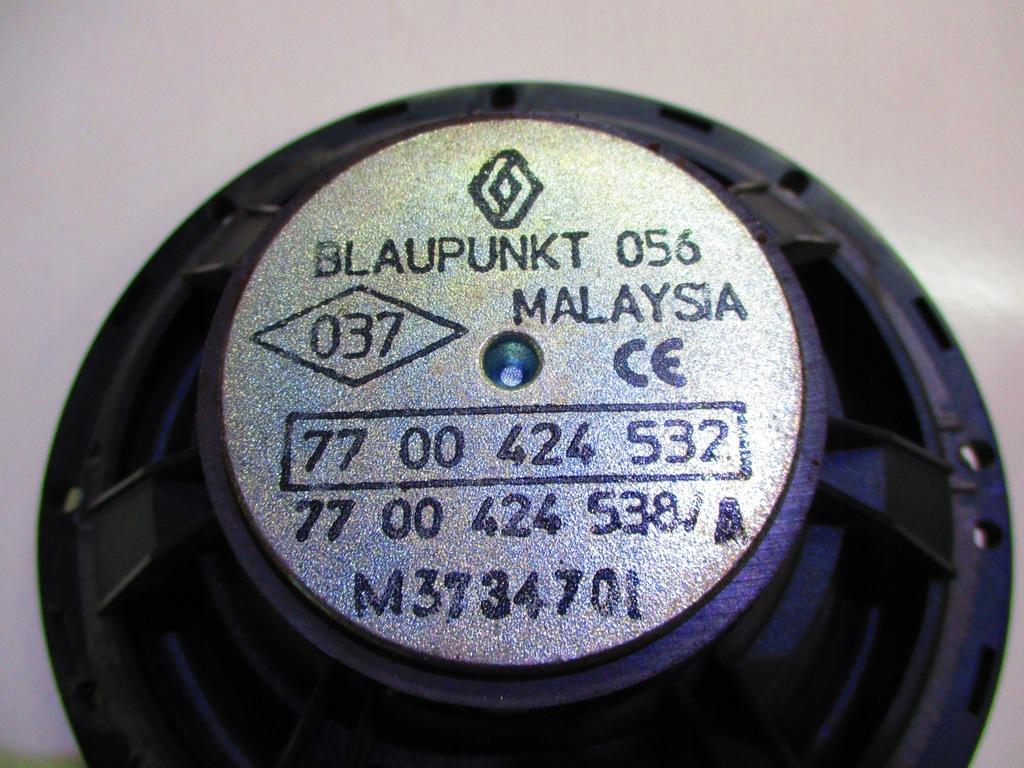 BLAUPUNKT 056
MALAYSIA
037
CE
77 00 424 532
77 00 424 538/A
M3734701